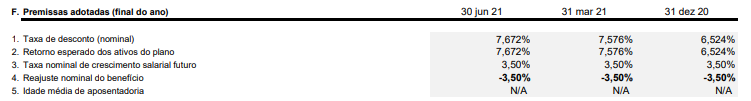 F. Premissas adotadas (final do ano) 30 jun 21 31 mar 21 31 dez 20
1. Taxa de desconto (nominal) 7,672% 7,576% 6,524%
2. Retorno esperado dos ativos do plano 7,672% 7,576% 6,524%
3. Taxa nominal de crescimento salarial futuro 3,50% 3,50% 3,50%
4. Reajuste nominal do benefício -3,50% -3,50% -3,50%
5. Idade média de aposentadoria N/A N/A N/A